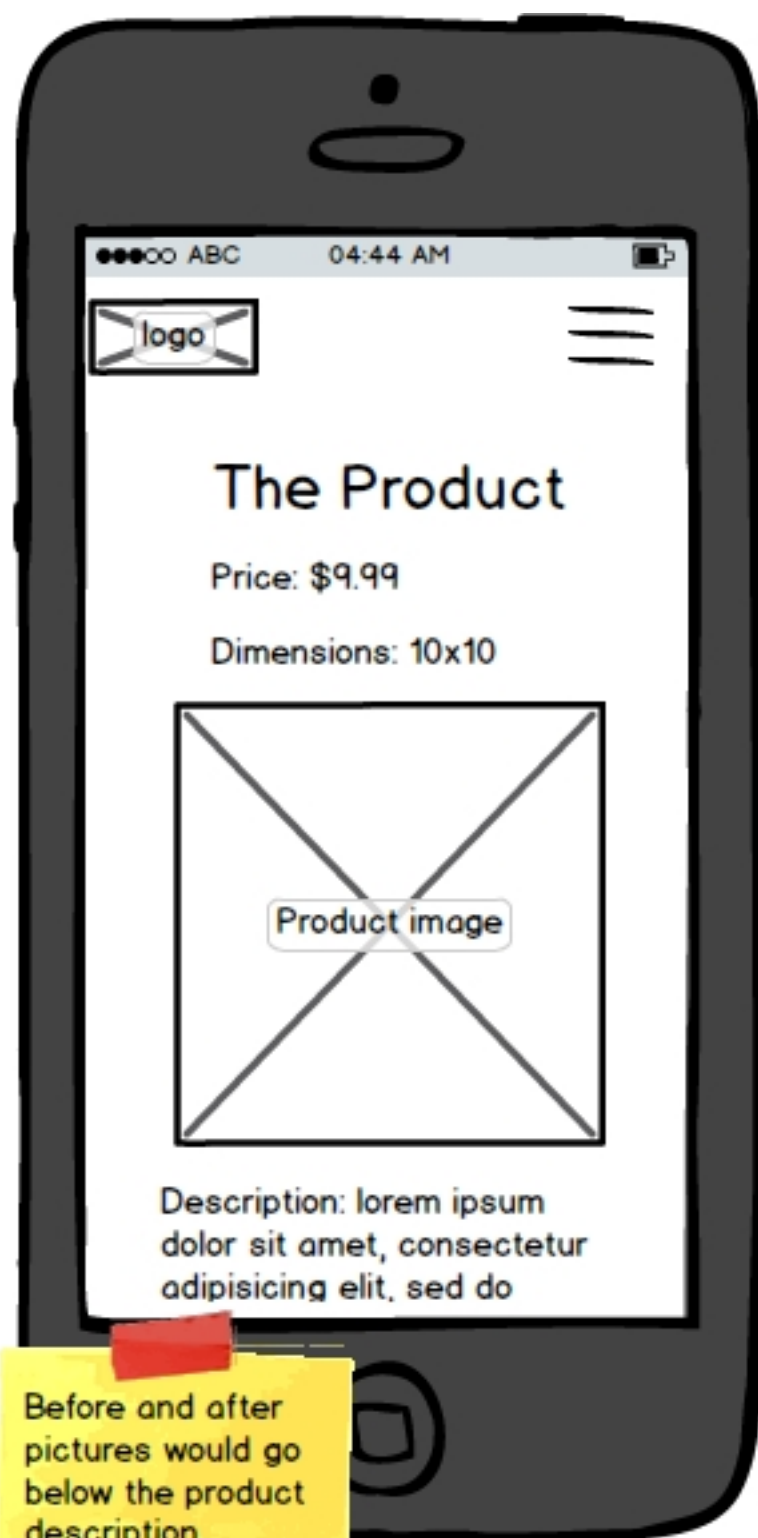 ABC 04:44 AM
logo
The Product
Price: $9.99
Dimensions: 10x10
Product image
Description: lorem ipsum
dolor sit amet, consectetur
adipisicing elit, sed do
Before and after
pictures would go
below the product
description